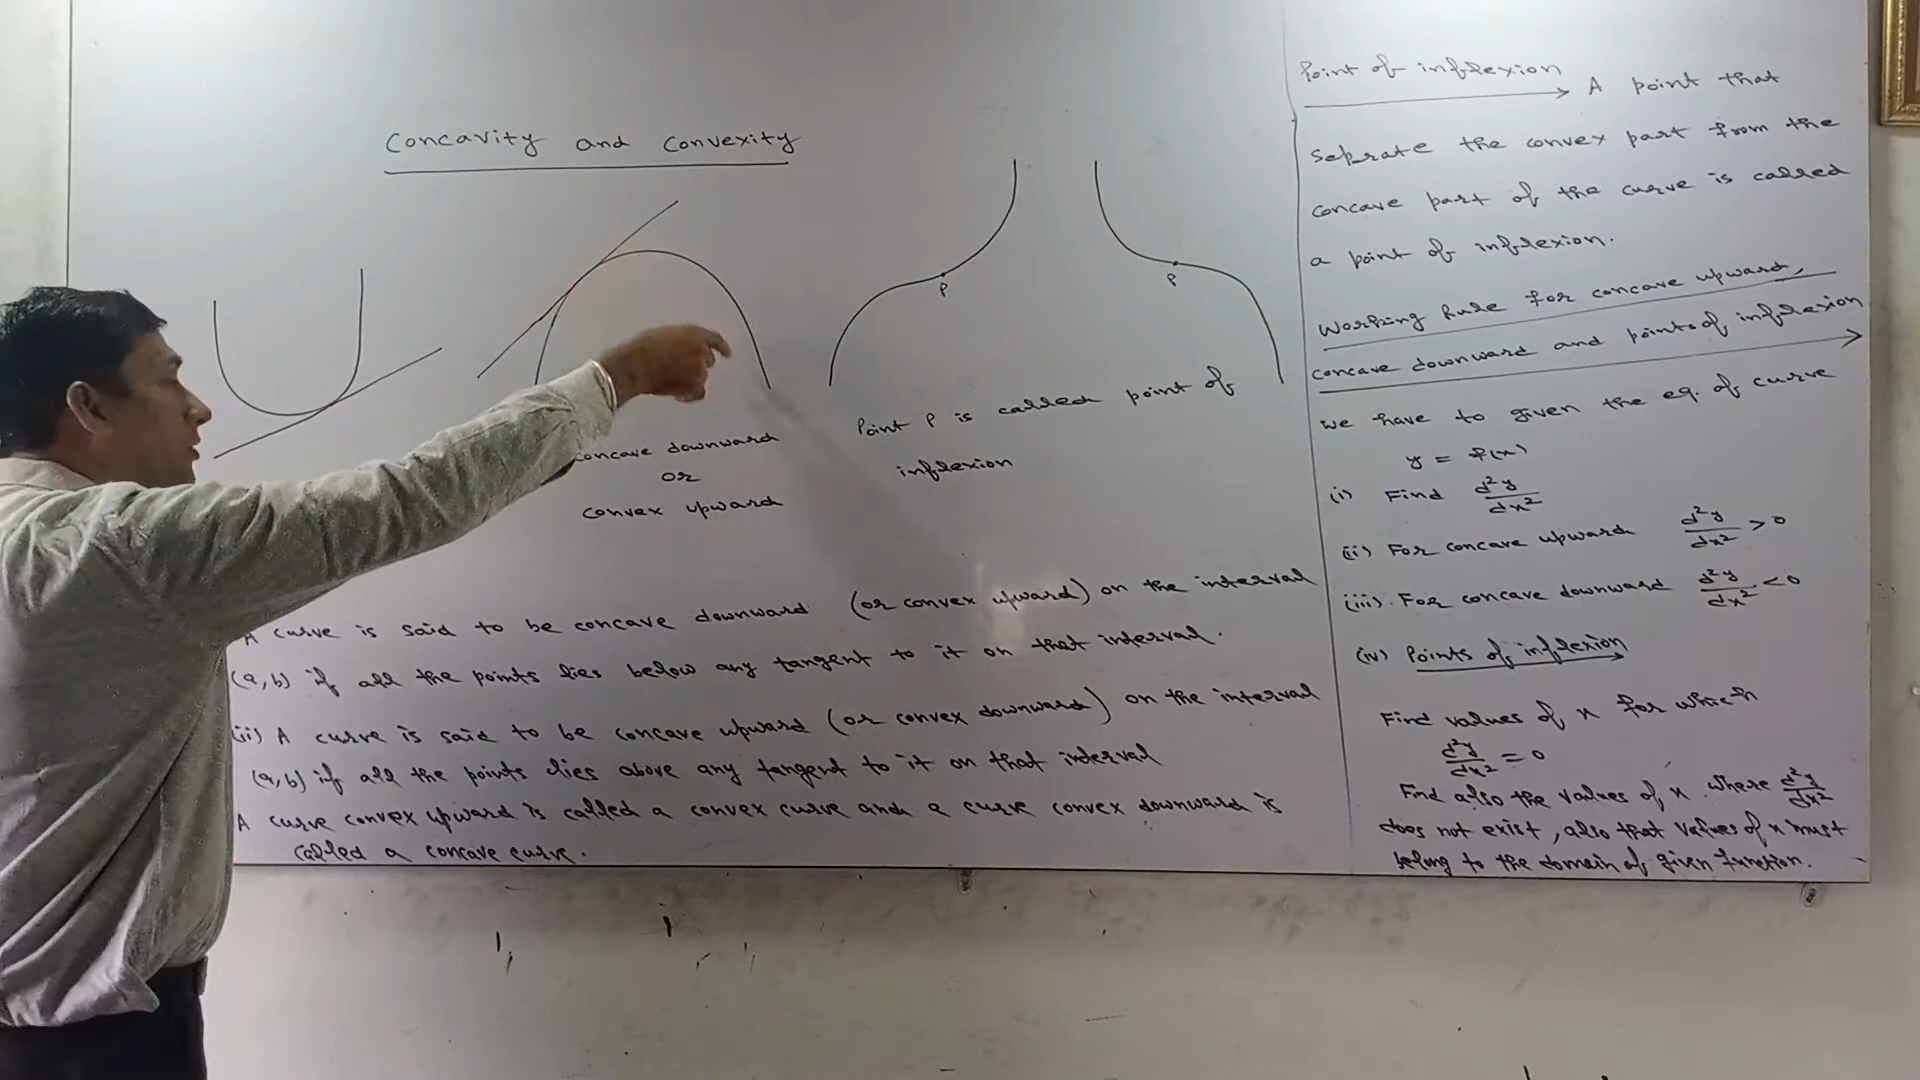 Concavity and Convexity
P
P
concave downward
or
convex upward
Point P is called point of
inflexion
A curve is said to be concave downward (or convex upward) on the interval
(a,b) if all the points lies below any tangent to it on that interval.
(ii) A curve is said to be concave upward (or convex downward) on the interval
(a,b) if all the points lies above any tangent to it on that interval
A curve convex upward is called a convex curve and a curve convex downward is
called a concave curve.
Point of inflexion → A point that
seprate the convex part from the
concave part of the curve is called
a point of inflexion.
Working Rule for concave upward,
concave downward and points of inflexion →
we have to given the eq. of curve
y = f(x)
(i) Find d²y/dx²
(ii) For concave upward d²y/dx² > 0
(iii). For concave downward d²y/dx² < 0
(iv) Points of inflexion
Find values of x for which
d²y/dx² = 0
Find also the values of x where d²y/dx²
does not exist, also that values of x must
belong to the domain of given function.